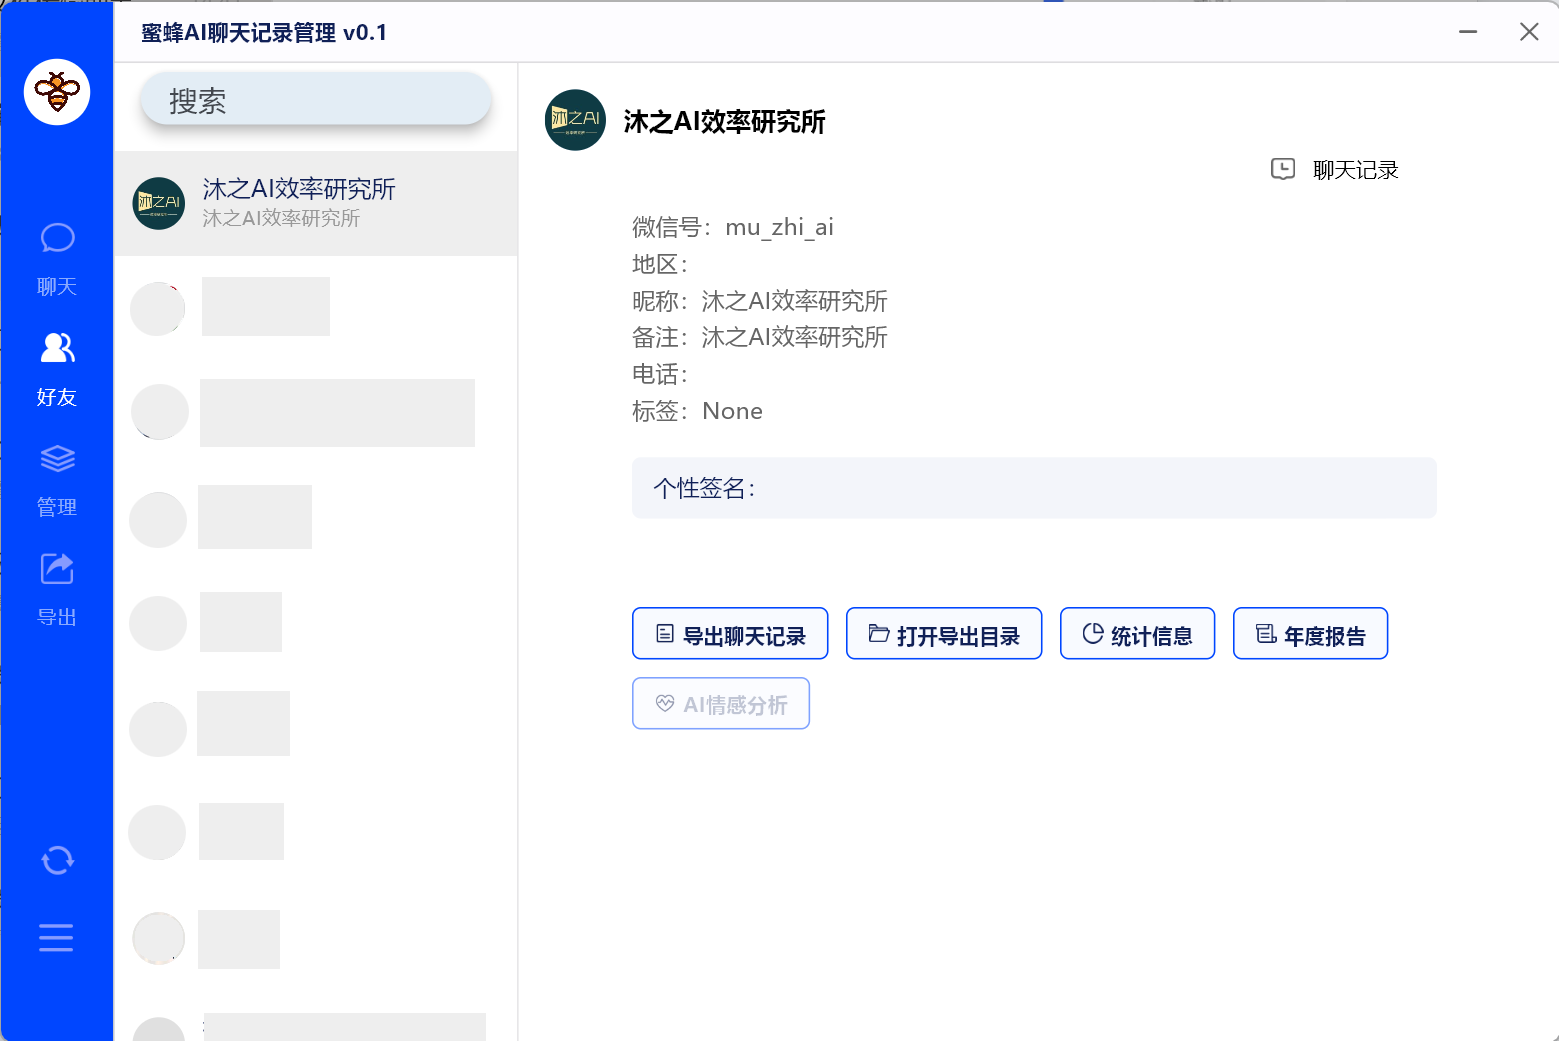 蜜蜂AI聊天记录管理 v0.1
搜索
沐之AI效率研究所
沐之AI效率研究所
聊天
好友
管理
导出
沐之AI
沐之AI效率研究所
聊天记录
微信号：mu_zhi_ai
地区：
昵称：沐之AI效率研究所
备注：沐之AI效率研究所
电话：
标签：None
个性签名：
导出聊天记录
打开导出目录
统计信息
年度报告
AI情感分析